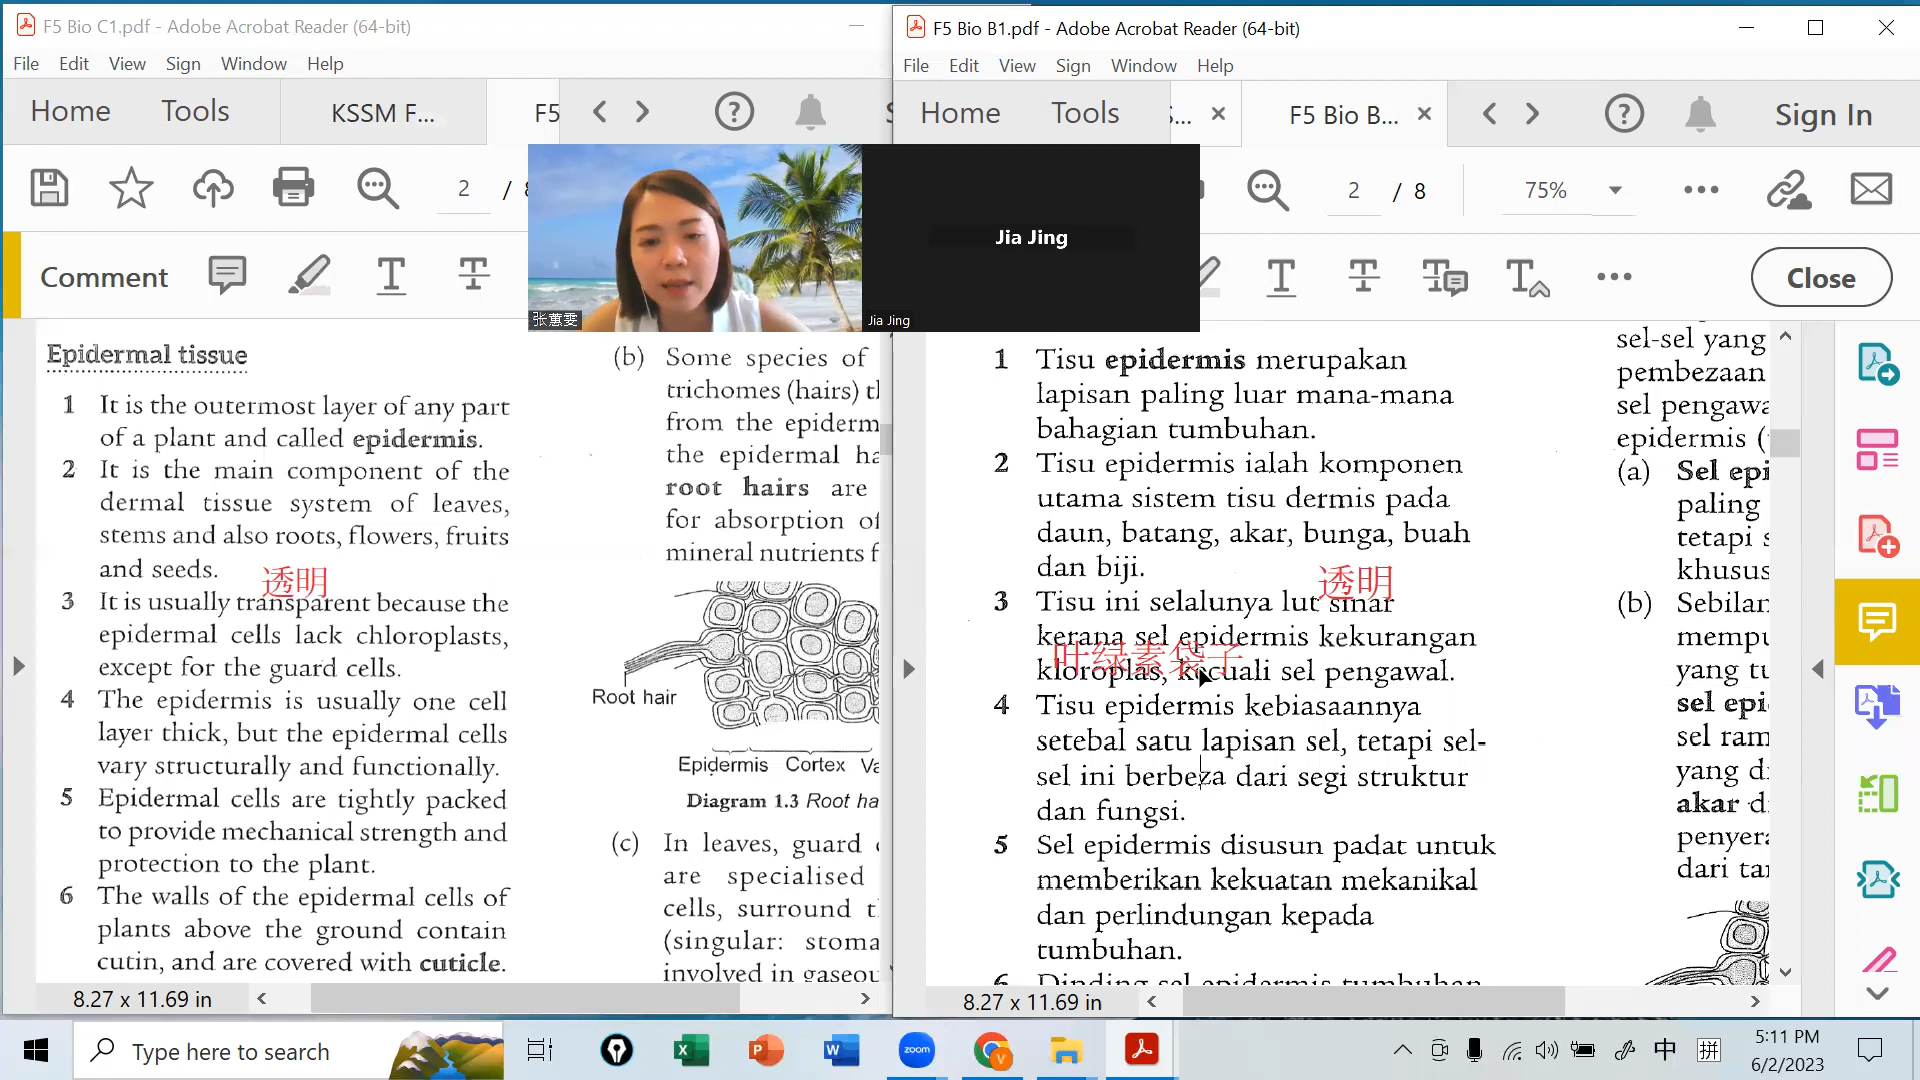 F5 Bio C1.pdf - Adobe Acrobat Reader (64-bit)
File Edit View Sign Window Help
Home Tools KSSM F... F5
2 /
Comment
Epidermal tissue
1 It is the outermost layer of any part
of a plant and called epidermis.
2 It is the main component of the
dermal tissue system of leaves,
stems and also roots, flowers, fruits
and seeds.
透明
3 It is usually transparent because the
epidermal cells lack chloroplasts,
except for the guard cells.
4 The epidermis is usually one cell
layer thick, but the epidermal cells
vary structurally and functionally.
5 Epidermal cells are tightly packed
to provide mechanical strength and
protection to the plant.
6 The walls of the epidermal cells of
plants above the ground contain
cutin, and are covered with cuticle.
(b) Some species of
trichomes (hairs)
from the epiderm
the epidermal ha
root hairs are
for absorption of
mineral nutrients
Root hair
Epidermis Cortex Va
Diagram 1.3 Root ha
(c) In leaves, guard
are specialised
cells, surround
(singular: stoma
involved in gaseou
8.27 x 11.69 in
张蕙雯
Jia Jing
Jia Jing
F5 Bio B1.pdf - Adobe Acrobat Reader (64-bit)
File Edit View Sign Window Help
Home Tools ... F5 Bio B... Sign In
2 / 8 75%
Close
1 Tisu epidermis merupakan
lapisan paling luar mana-mana
bahagian tumbuhan.
2 Tisu epidermis ialah komponen
utama sistem tisu dermis pada
daun, batang, akar, bunga, buah
dan biji.
透明
3 Tisu ini selalunya lut sinar
kerana sel epidermis kekurangan
叶绿素袋子
kloroplas, kecuali sel pengawal.
4 Tisu epidermis kebiasaannya
setebal satu lapisan sel, tetapi sel-
sel ini berbeza dari segi struktur
dan fungsi.
5 Sel epidermis disusun padat untuk
memberikan kekuatan mekanikal
dan perlindungan kepada
tumbuhan.
6 Dinding sel epidermis tumbuhan
sel-sel yang
pembezaan
sel pengawa
epidermis (
(a) Sel epi
paling
tetapi s
khusus
(b) Sebilan
mempu
yang tu
sel epi
sel ram
yang di
akar d
penyera
dari tan
8.27 x 11.69 in
Type here to search
zoom
中 拼
5:11 PM
6/2/2023